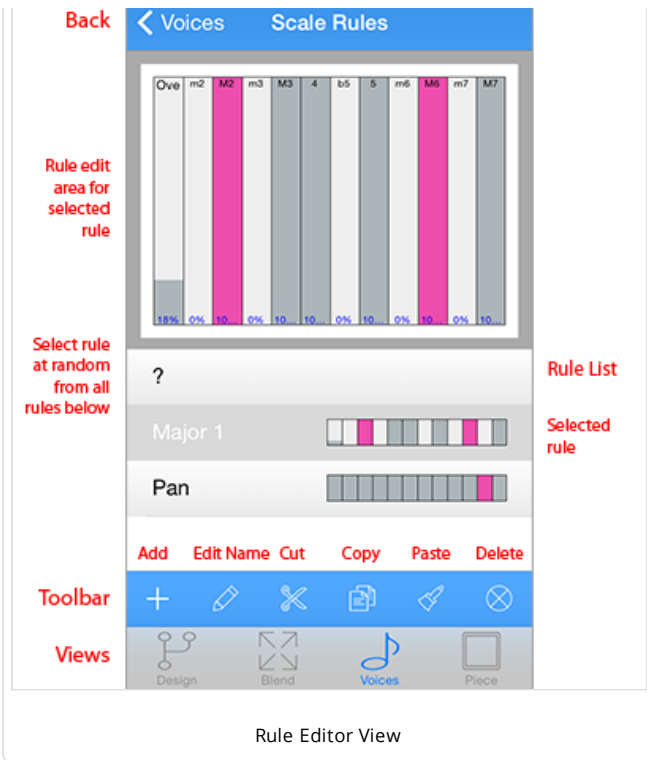 Back
Voices
Scale Rules
Ove m2 M2 m3 M3 4 b5 5 m6 M6 m7 M7
Rule edit
area for
selected
rule
18% 0% 10... 0% 10... 10... 0% 10... 0% 10... 0% 10...
Select rule
at random
from all
rules below
?
Rule List
Major 1
Selected
rule
Pan
Add Edit Name Cut Copy Paste Delete
Toolbar
Views
Design Blend Voices Piece
Rule Editor View